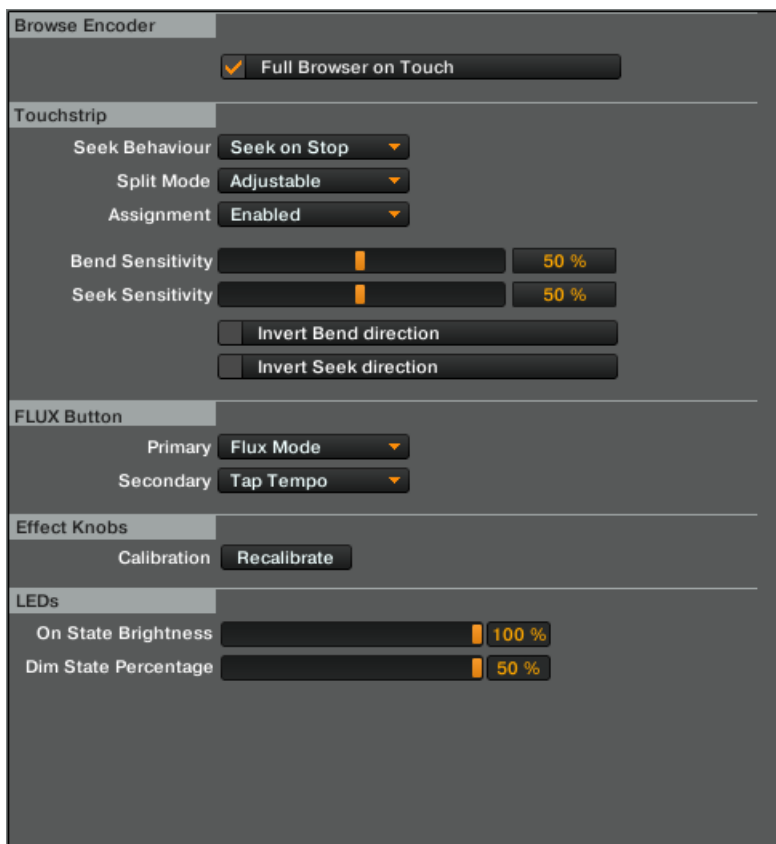 Browse Encoder
Full Browser on Touch
Touchstrip
Seek Behaviour Seek on Stop
Split Mode Adjustable
Assignment Enabled
Bend Sensitivity 50 %
Seek Sensitivity 50 %
Invert Bend direction
Invert Seek direction
FLUX Button
Primary Flux Mode
Secondary Tap Tempo
Effect Knobs
Calibration Recalibrate
LEDs
On State Brightness 100 %
Dim State Percentage 50 %